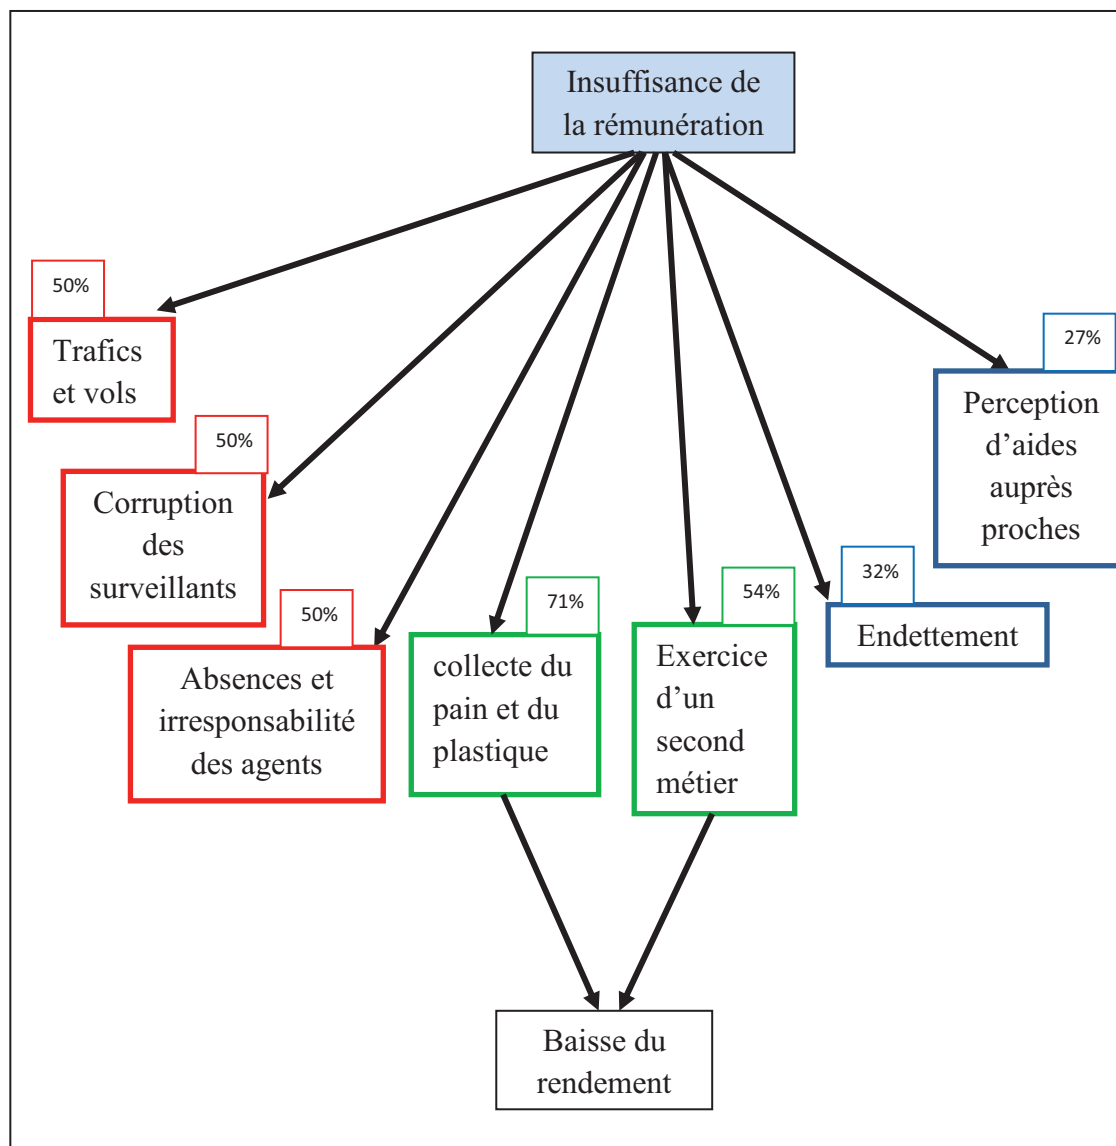 Insuffisance de
la rémunération
50%
Trafics
et vols
50%
Corruption
des
surveillants
50%
Absences et
irresponsabilité
des agents
71%
collecte du
pain et du
plastique
54%
Exercice
d’un
second
métier
32%
Endettement
27%
Perception
d’aides
auprès
proches
Baisse du
rendement